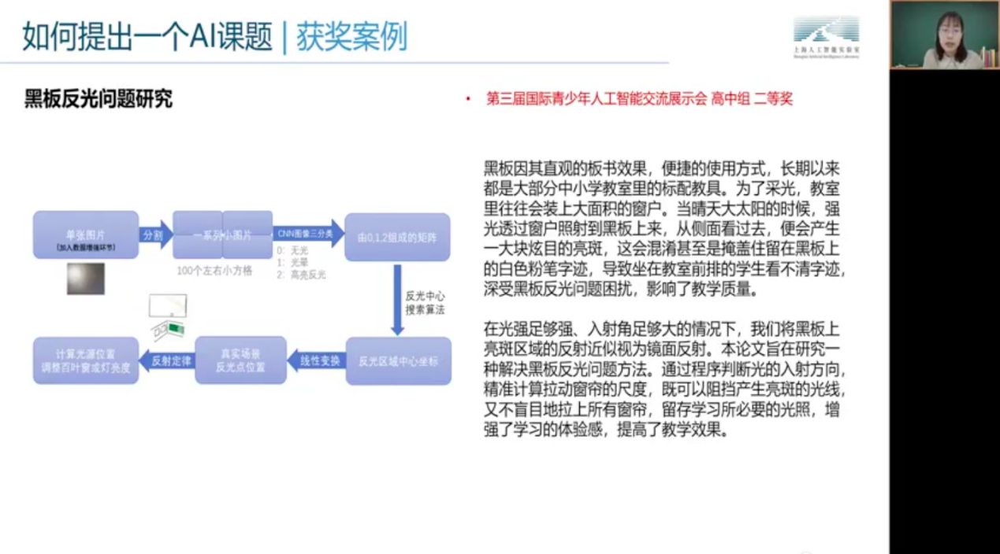 如何提出一个AI课题 | 获奖案例
上海人工智能实验室
Shanghai Artificial Intelligence Laboratory
黑板反光问题研究
• 第三届国际青少年人工智能交流展示会 高中组 二等奖
单张图片
(加入数据增强环节)
分割
一系列小图片
100个左右小方格
CNN图像三分类
0: 无光
1: 光晕
2: 高亮反光
由0,1,2组成的矩阵
反光中心
搜索算法
反光区域中心坐标
线性变换
真实场景
反光点位置
反射定律
计算光源位置
调整百叶窗或灯亮度
黑板因其直观的板书效果，便捷的使用方式，长期以来
都是大部分中小学教室里的标配教具。为了采光，教室
里往往会装上大面积的窗户。当晴天大太阳的时候，强
光透过窗户照射到黑板上来，从侧面看过去，便会产生
一大块炫目的亮斑，这会混淆甚至是掩盖住留在黑板上
的白色粉笔字迹，导致坐在教室前排的学生看不清字迹，
深受黑板反光问题困扰，影响了教学质量。
在光强足够强、入射角足够大的情况下，我们将黑板上
亮斑区域的反射近似视为镜面反射。本论文旨在研究一
种解决黑板反光问题方法。通过程序判断光的入射方向，
精准计算拉动窗帘的尺度，既可以阻挡产生亮斑的光线，
又不盲目地拉上所有窗帘，留存学习所必要的光照，增
强了学习的体验感，提高了教学效果。